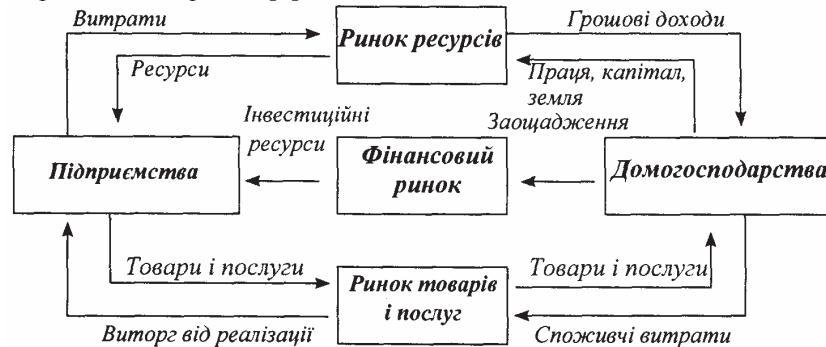 Витрати
Ринок ресурсів
Грошові доходи
Ресурси
Праця, капітал,
земля
Інвестиційні
ресурси
Заощадження
Підприємства
Фінансовий
ринок
Домогосподарства
Товари і послуги
Ринок товарів
і послуг
Товари і послуги
Виторг від реалізації
Споживчі витрати